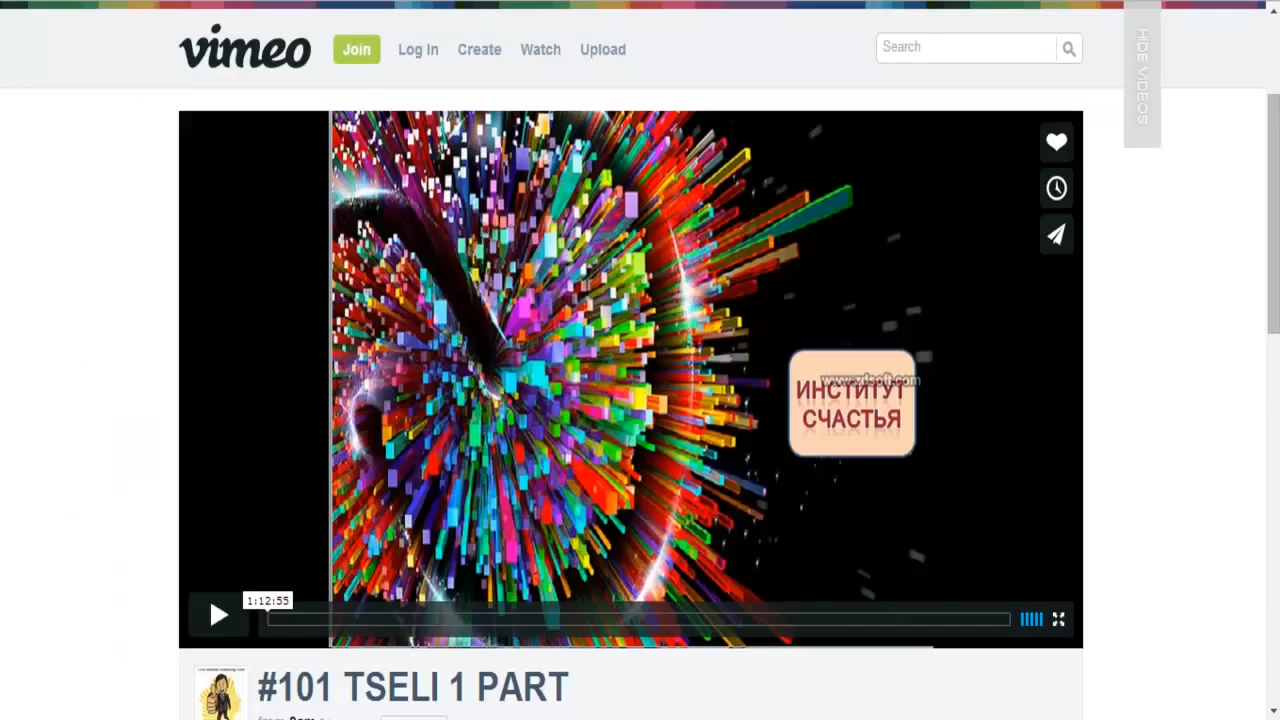 vimeo
Join Log In Create Watch Upload
Search
HIDE VIDEOS
www.zdsoft.com
ИНСТИТУТ
СЧАСТЬЯ
1:12:55
#101 TSELI 1 PART
from